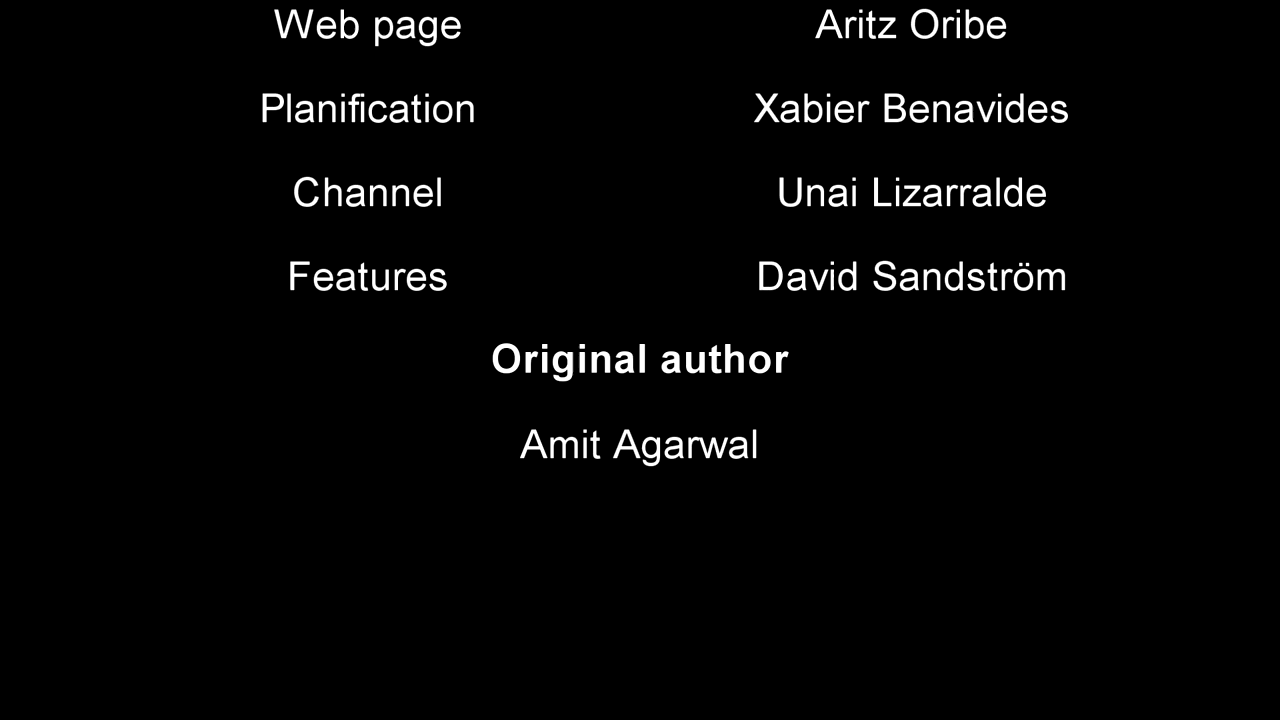 Web page Aritz Oribe
Planification Xabier Benavides
Channel Unai Lizarralde
Features David Sandström
Original author
Amit Agarwal